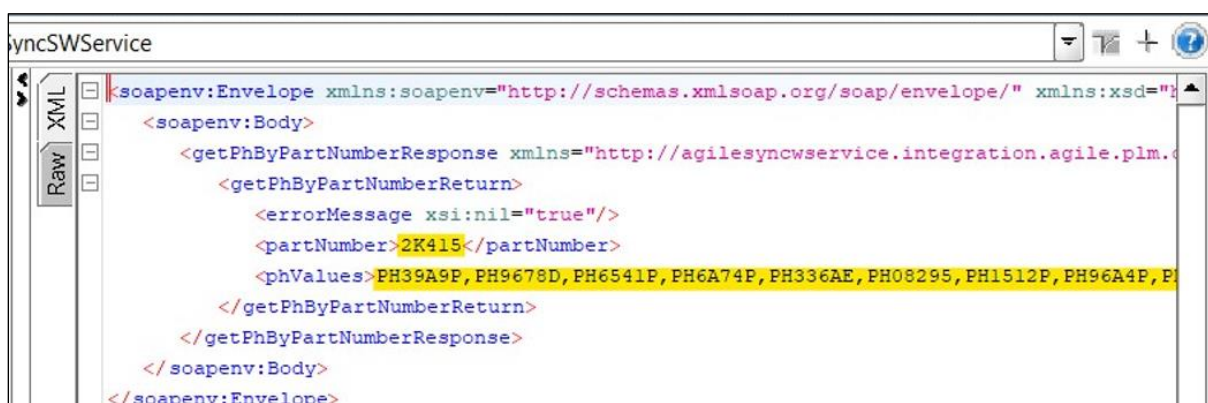 yncSWService
XML
Raw
<soapenv:Envelope xmlns:soapenv="http://schemas.xmlsoap.org/soap/envelope/" xmlns:xsd="h
<soapenv:Body>
<getPhByPartNumberResponse xmlns="http://agilesyncwservice.integration.agile.plm.
<getPhByPartNumberReturn>
<errorMessage xsi:nil="true"/>
<partNumber>2K415</partNumber>
<phValues>PH39A9P,PH9678D,PH6541P,PH6A74P,PH336AE,PH08295,PH1512P,PH96A4P,
</getPhByPartNumberReturn>
</getPhByPartNumberResponse>
</soapenv:Body>
</soapenv:Envelope>